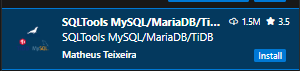 SQLTools MySQL/MariaDB/Ti... 1.5M 3.5
SQLTools MySQL/MariaDB/TiDB
Matheus Teixeira Install